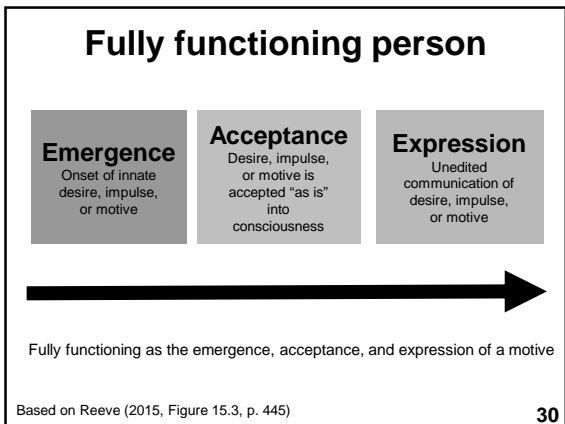 Fully functioning person
Emergence
Onset of innate
desire, impulse,
or motive
Acceptance
Desire, impulse,
or motive is
accepted “as is”
into
consciousness
Expression
Unedited
communication of
desire, impulse,
or motive
Fully functioning as the emergence, acceptance, and expression of a motive
Based on Reeve (2015, Figure 15.3, p. 445)
30